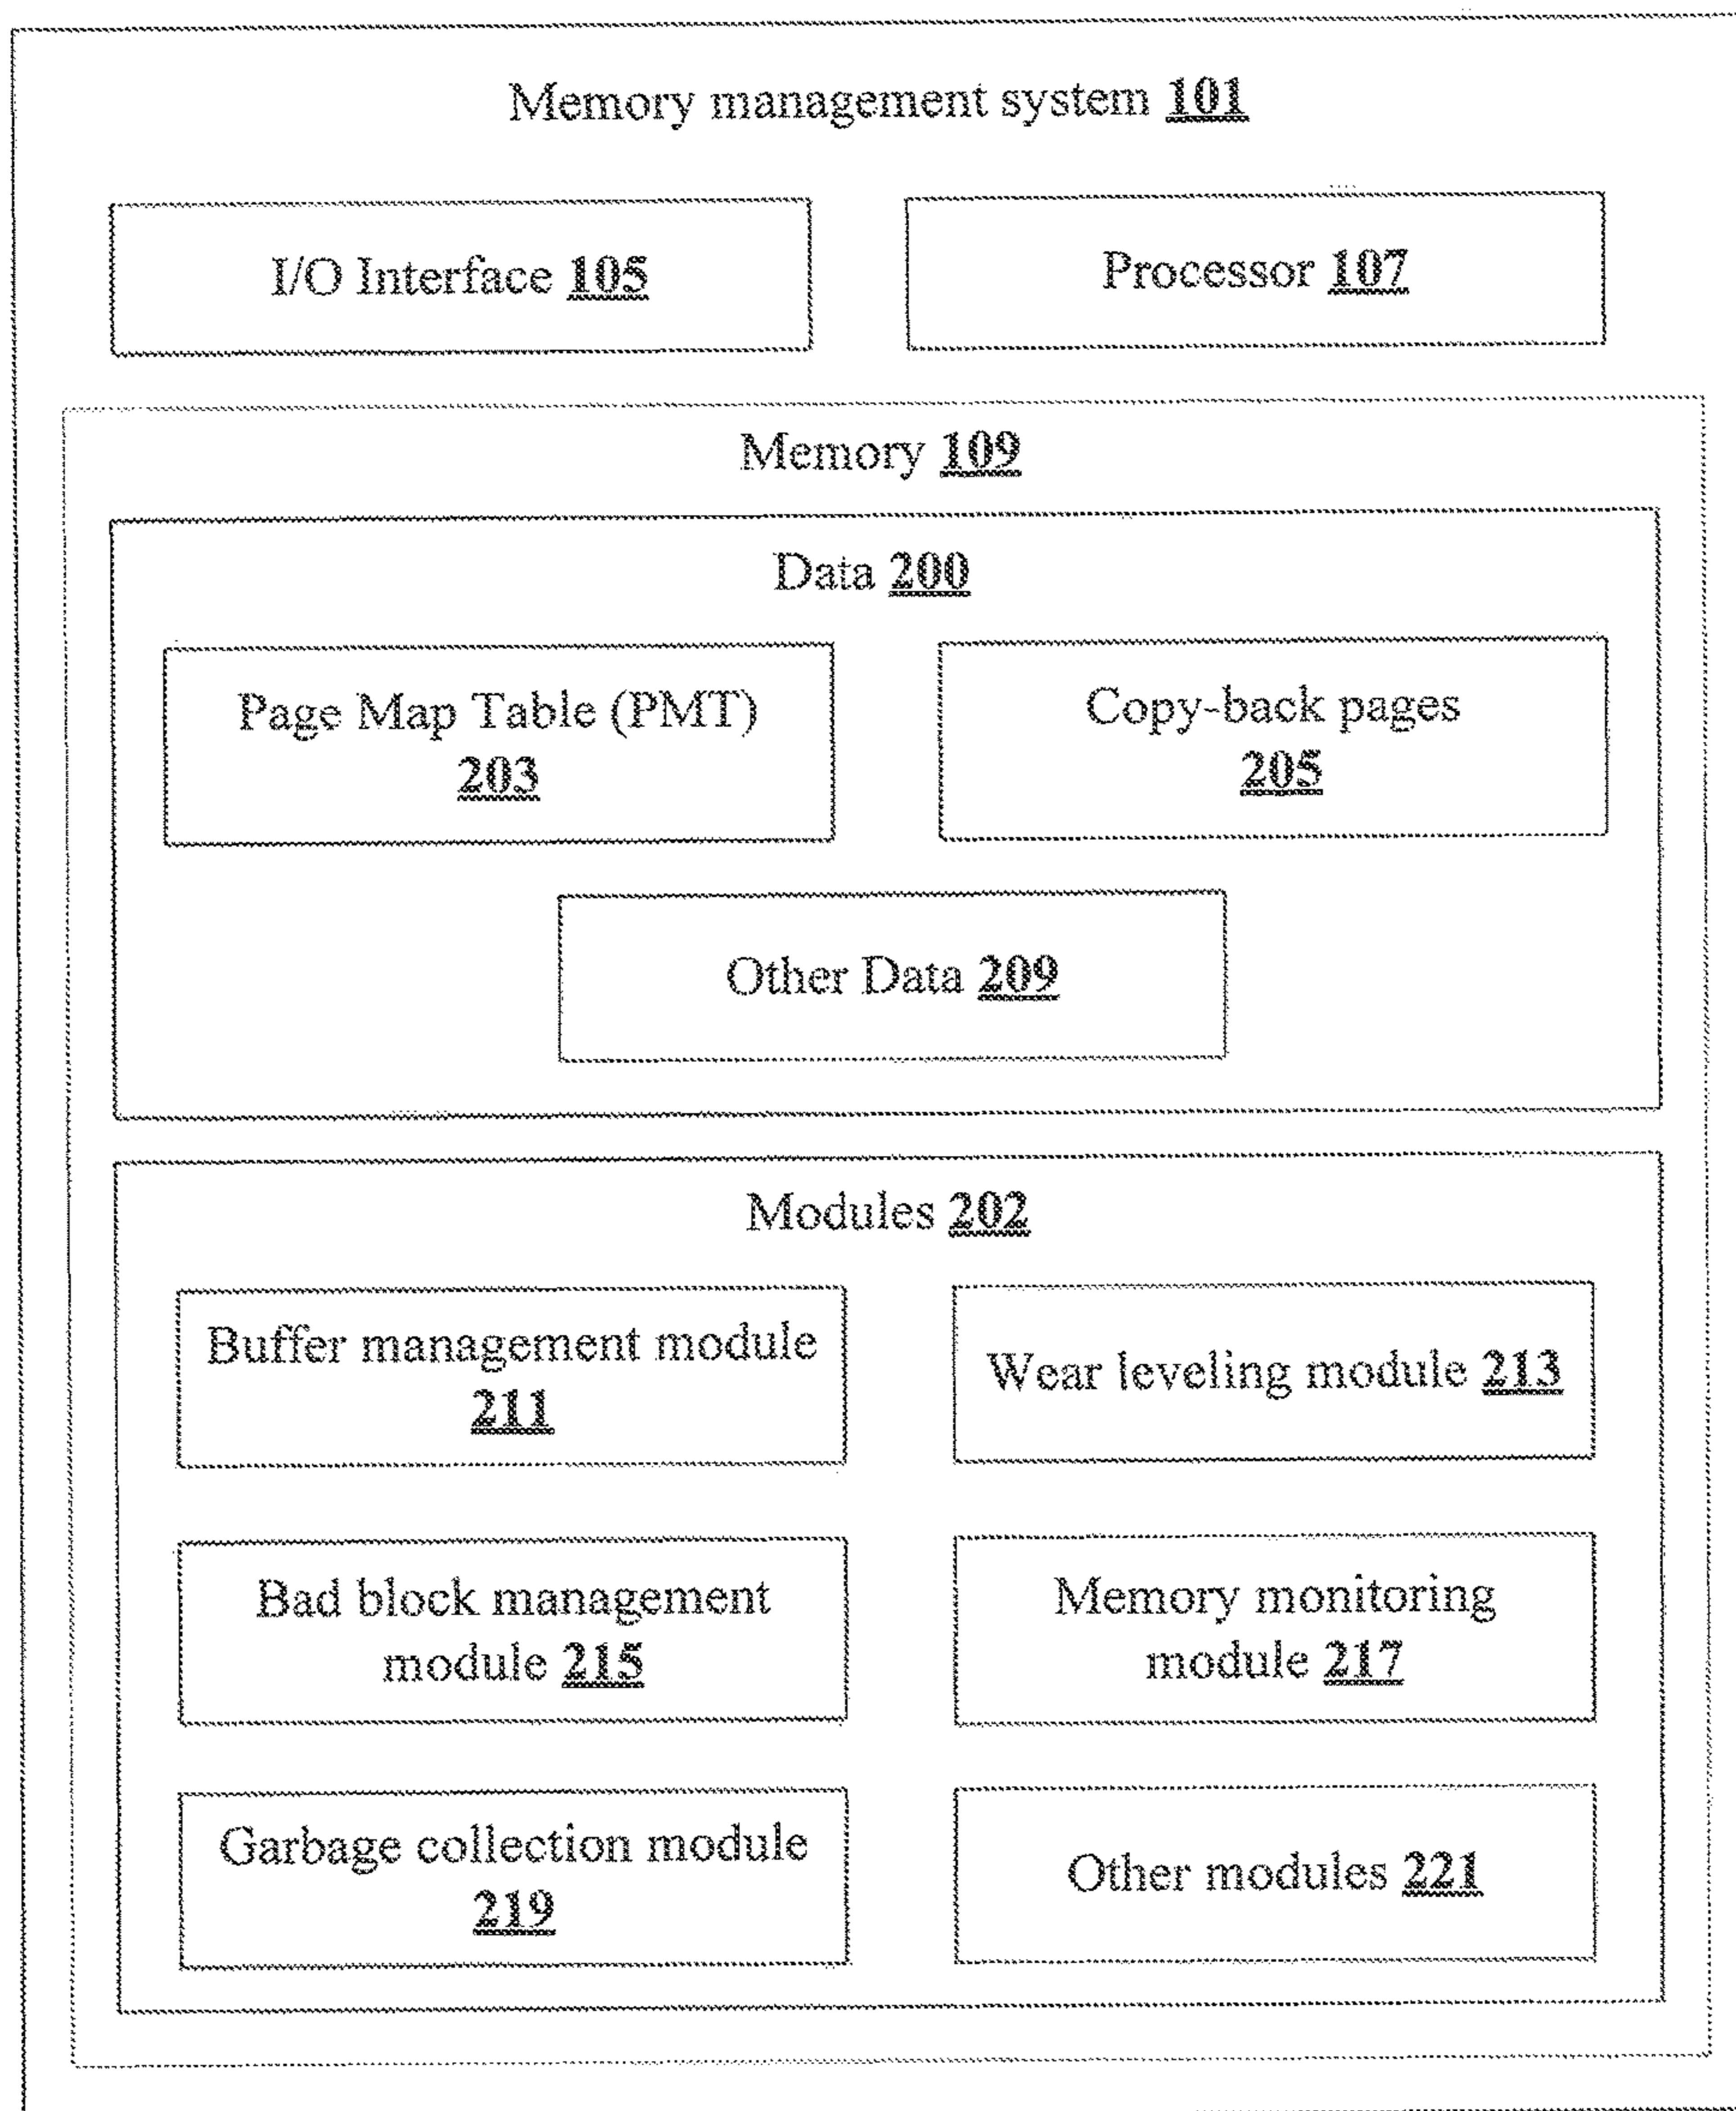 Memory management system 101
I/O Interface 105
Processor 107
Memory 109
Data 200
Page Map Table (PMT)
203
Copy-back pages
205
Other Data 209
Modules 202
Buffer management module
211
Wear leveling module 213
Bad block management
module 215
Memory monitoring
module 217
Garbage collection module
219
Other modules 221